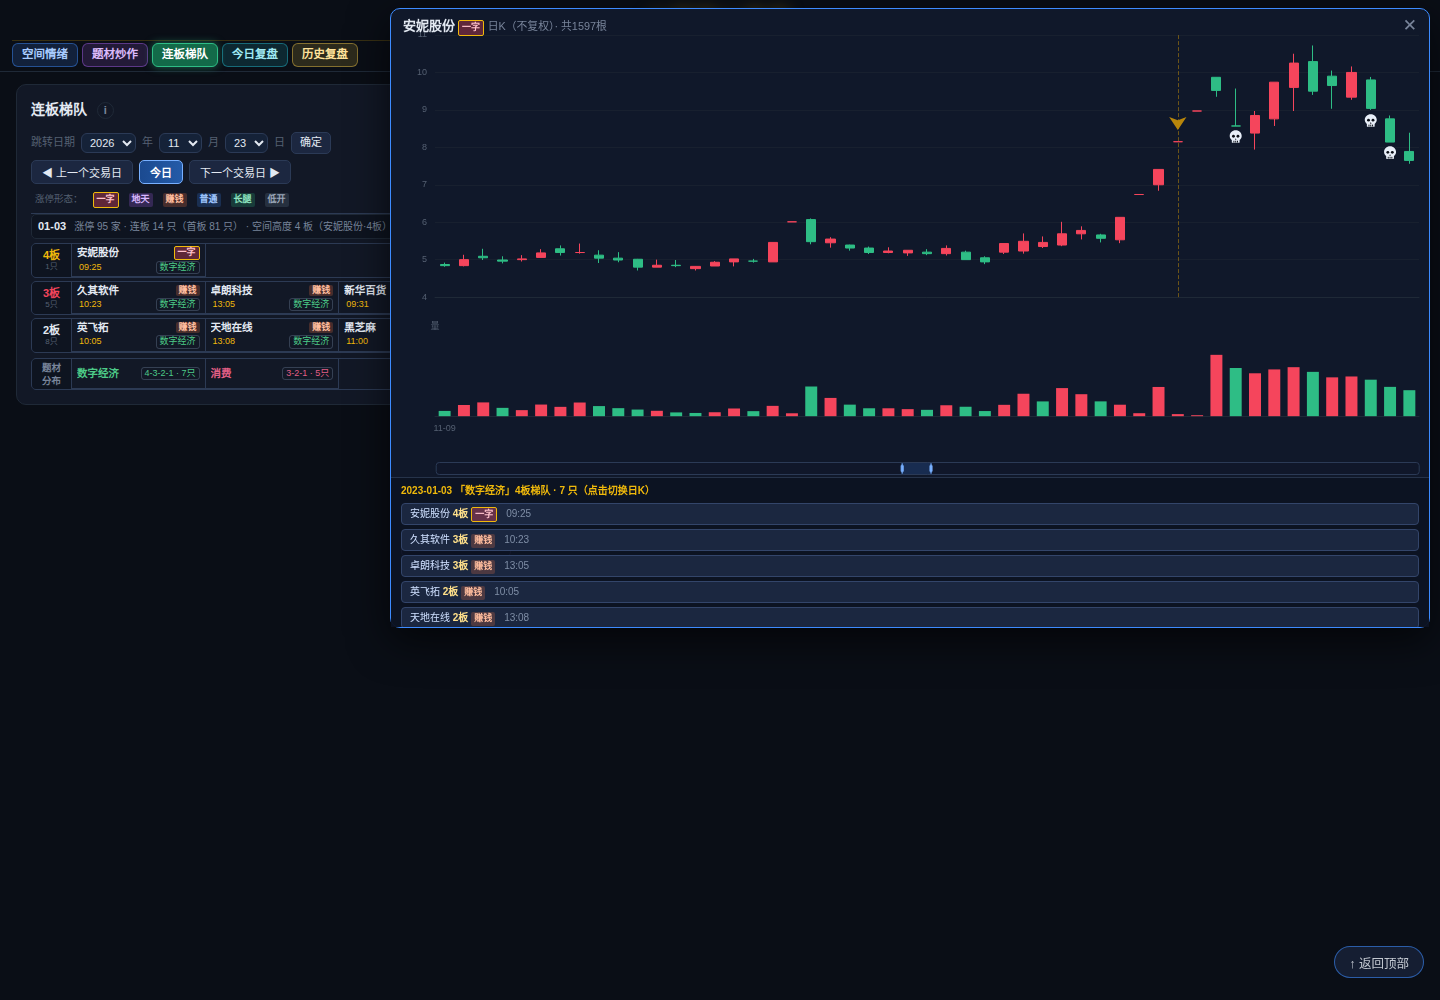 空间情绪 题材炒作 连板梯队 今日复盘 历史复盘
连板梯队 i
跳转日期 2026 年 11 月 23 日 确定
◀ 上一个交易日 今日 下一个交易日 ▶
涨停形态： 一字 地天 赚钱 普通 长腿 低开
01-03 涨停 95 家 · 连板 14 只（首板 81 只） · 空间高度 4 板（安妮股份·4板）
4板 1只 安妮股份 一字 09:25 数字经济
3板 5只 久其软件 赚钱 10:23 数字经济 卓朗科技 赚钱 13:05 数字经济 新华百货 09:31
2板 8只 英飞拓 赚钱 10:05 数字经济 天地在线 赚钱 13:08 数字经济 黑芝麻 11:00
题材分布 数字经济 4-3-2-1 · 7只 消费 3-2-1 · 5只
安妮股份 一字 日K（不复权）· 共1597根 ✕
11
10
9
8
7
6
5
4
量
11-09
2023-01-03 「数字经济」4板梯队 · 7 只（点击切换日K）
安妮股份 4板 一字 09:25
久其软件 3板 赚钱 10:23
卓朗科技 3板 赚钱 13:05
英飞拓 2板 赚钱 10:05
天地在线 2板 赚钱 13:08
↑ 返回顶部